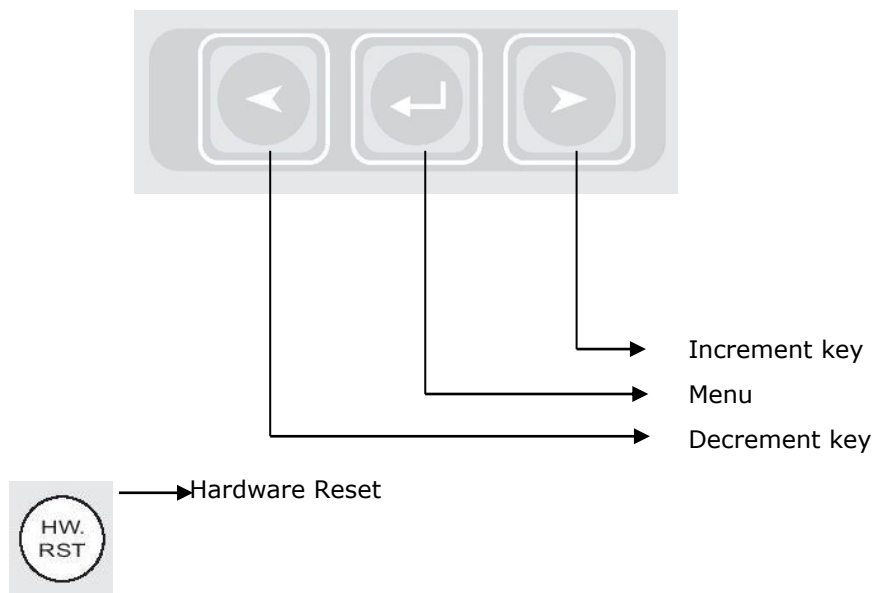 Increment key
Menu
Decrement key
Hardware Reset
HW.
RST